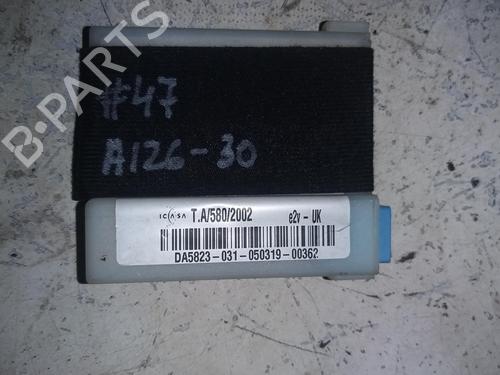 B-PARTS
#47
A126-30
ICASA T.A/580/2002 e2v - UK
DA5823-031-050319-00362